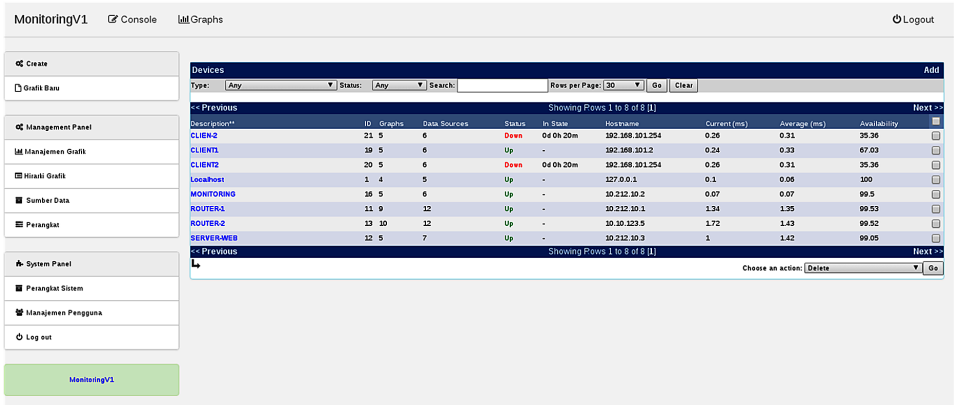 MonitoringV1 Console Graphs Logout
Create
Grafik Baru
Management Panel
Manajemen Grafik
Hirarki Grafik
Sumber Data
Perangkat
System Panel
Perangkat Sistem
Manajemen Pengguna
Log out
MonitoringV1
Devices Add
Type: Any Status: Any Search: Rows per Page: 30 Go Clear
<< Previous Showing Rows 1 to 8 of 8 [1] Next >>
Description** ID Graphs Data Sources Status In State Hostname Current (ms) Average (ms) Availability
CLIEN-2 21 5 6 Down 0d 0h 20m 192.168.101.254 0.26 0.31 35.36
CLIENT1 19 5 6 Up - 192.168.101.2 0.24 0.33 67.03
CLIENT2 20 5 6 Down 0d 0h 20m 192.168.101.254 0.26 0.31 35.36
Localhost 1 4 5 Up - 127.0.0.1 0.1 0.06 100
MONITORING 16 5 6 Up - 10.212.10.2 0.07 0.07 99.5
ROUTER-1 11 9 12 Up - 10.212.10.1 1.34 1.35 99.53
ROUTER-2 13 10 12 Up - 10.10.123.5 1.72 1.43 99.52
SERVER-WEB 12 5 7 Up - 10.212.10.3 1 1.42 99.05
<< Previous Showing Rows 1 to 8 of 8 [1] Next >>
Choose an action: Delete Go